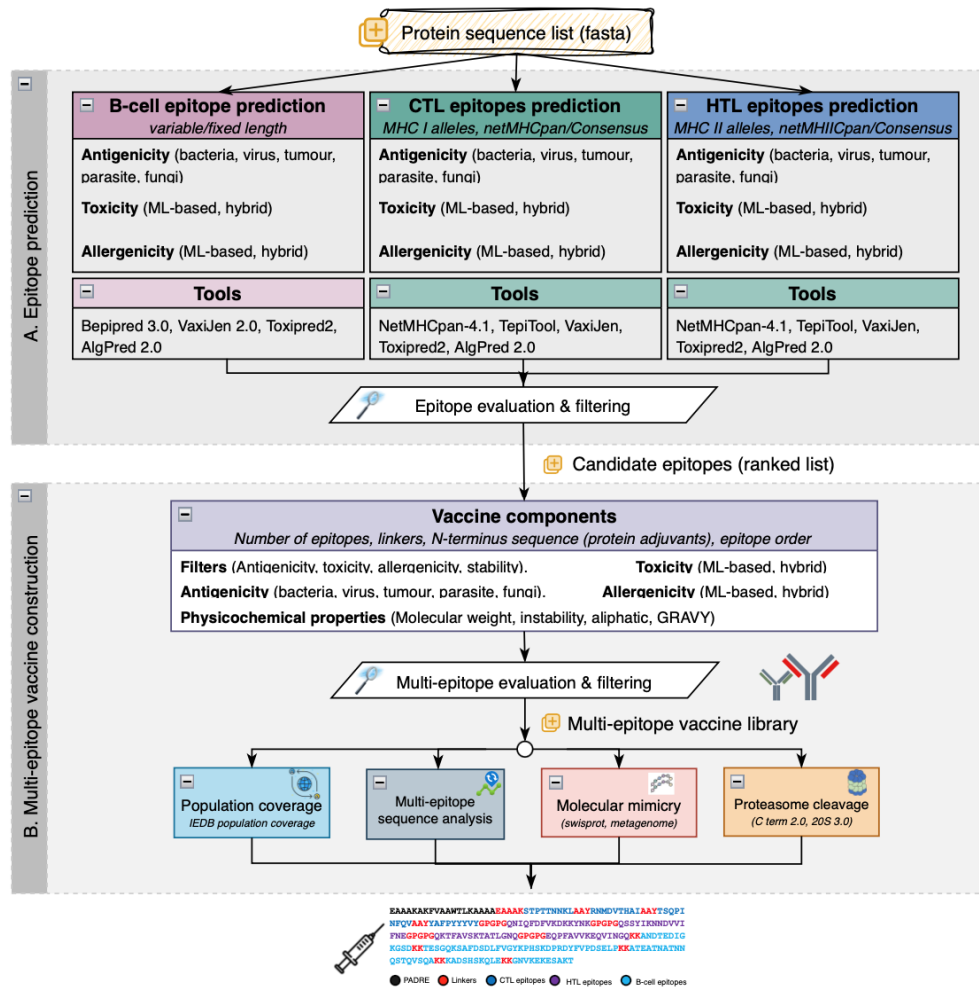 Protein sequence list (fasta)
A. Epitope prediction
B-cell epitope prediction
variable/fixed length
Antigenicity (bacteria, virus, tumour,
parasite, fungi)
Toxicity (ML-based, hybrid)
Allergenicity (ML-based, hybrid)
Tools
Bepipred 3.0, VaxiJen 2.0, Toxipred2,
AlgPred 2.0
CTL epitopes prediction
MHC I alleles, netMHCpan/Consensus
Antigenicity (bacteria, virus, tumour,
parasite, fungi)
Toxicity (ML-based, hybrid)
Allergenicity (ML-based, hybrid)
Tools
NetMHCpan-4.1, TepiTool, VaxiJen,
Toxipred2, AlgPred 2.0
HTL epitopes prediction
MHC II alleles, netMHIICpan/Consensus
Antigenicity (bacteria, virus, tumour,
parasite, fungi)
Toxicity (ML-based, hybrid)
Allergenicity (ML-based, hybrid)
Tools
NetMHCpan-4.1, TepiTool, VaxiJen,
Toxipred2, AlgPred 2.0
Epitope evaluation & filtering
Candidate epitopes (ranked list)
B. Multi-epitope vaccine construction
Vaccine components
Number of epitopes, linkers, N-terminus sequence (protein adjuvants), epitope order
Filters (Antigenicity, toxicity, allergenicity, stability). Toxicity (ML-based, hybrid)
Antigenicity (bacteria, virus, tumour, parasite, fungi). Allergenicity (ML-based, hybrid)
Physicochemical properties (Molecular weight, instability, aliphatic, GRAVY)
Multi-epitope evaluation & filtering
Multi-epitope vaccine library
Population coverage
IEDB population coverage
Multi-epitope
sequence analysis
Molecular mimicry
(swisprot, metagenome)
Proteasome cleavage
(C term 2.0, 20S 3.0)
EAAAKAKFVAAWTLKAAAAEAAAKSTPTTNNKLAAYRNMDVTHAIAAYTSQPI
NFQVAAYYAFPYYYVYGPGPGQNIQFDFVKDKKYNKGPGPGQSSYIKNNDVVI
FNEGPGPGQKTFAVSKTATLGNQGPGPGEQPFFAVVKEQVINGQKKANDTEDIG
KGSDKKTESGQKSAFDSDLFVGYKPHSKDPRDYFVPDSELPKKATEATNATNN
QSTQVSQAKKKADSHSKQLEKKGNVKEKESAKT
PADRE Linkers CTL epitopes HTL epitopes B-cell epitopes